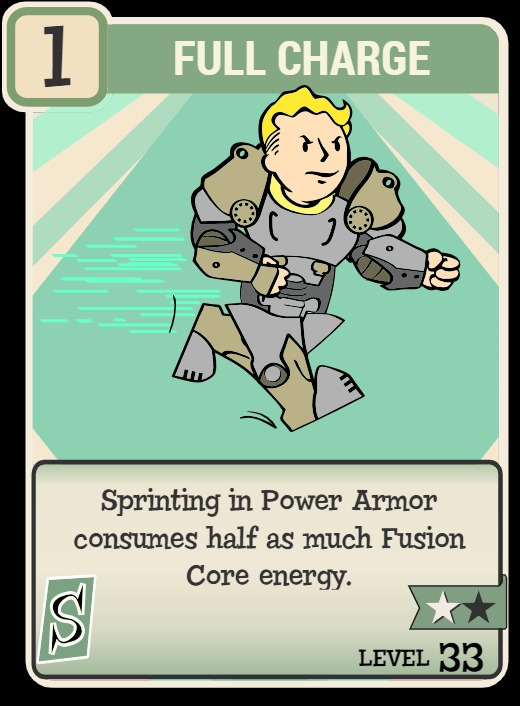 1
FULL CHARGE
Sprinting in Power Armor
consumes half as much Fusion
Core energy.
S
LEVEL 33